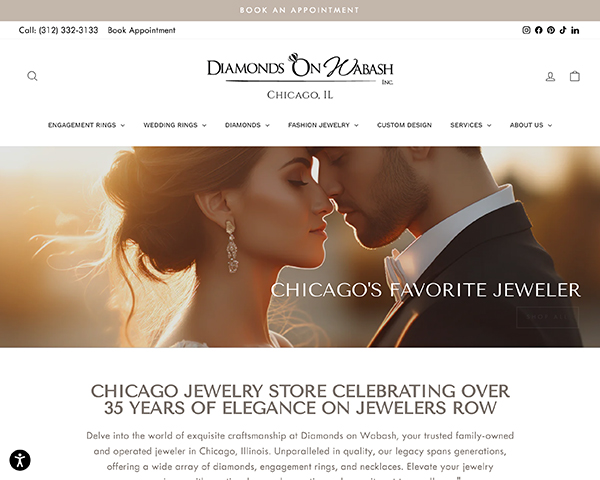 BOOK AN APPOINTMENT
Call: (312) 332-3133 Book Appointment
DIAMONDS ON WABASH
INC.
CHICAGO, IL
ENGAGEMENT RINGS WEDDING RINGS DIAMONDS FASHION JEWELRY CUSTOM DESIGN SERVICES ABOUT US
CHICAGO'S FAVORITE JEWELER
CHICAGO JEWELRY STORE CELEBRATING OVER
35 YEARS OF ELEGANCE ON JEWELERS ROW
Delve into the world of exquisite craftsmanship at Diamonds on Wabash, your trusted family-owned
and operated jeweler in Chicago, Illinois. Unparalleled in quality, our legacy spans generations,
offering a wide array of diamonds, engagement rings, and necklaces. Elevate your jewelry